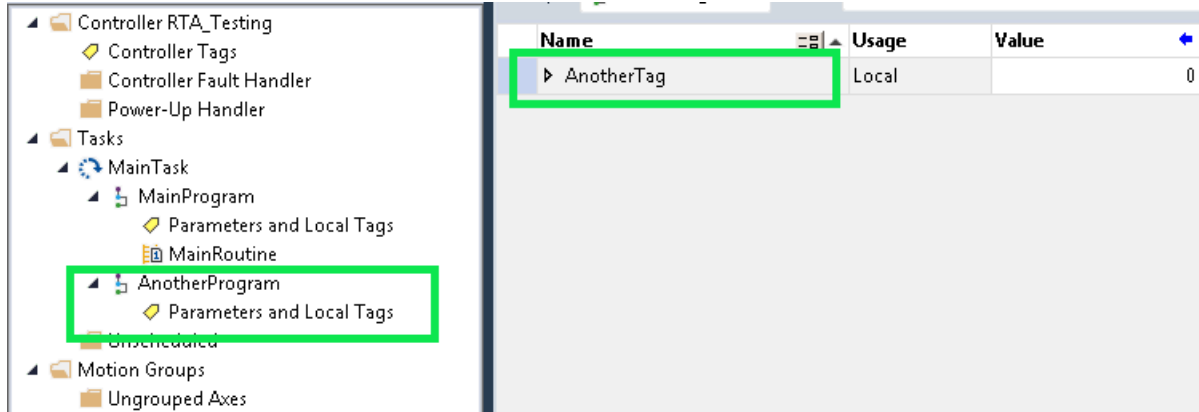 Controller RTA_Testing
Controller Tags
Controller Fault Handler
Power-Up Handler
Tasks
MainTask
MainProgram
Parameters and Local Tags
MainRoutine
AnotherProgram
Parameters and Local Tags
Unscheduled
Motion Groups
Ungrouped Axes
Name Usage Value
AnotherTag Local 0